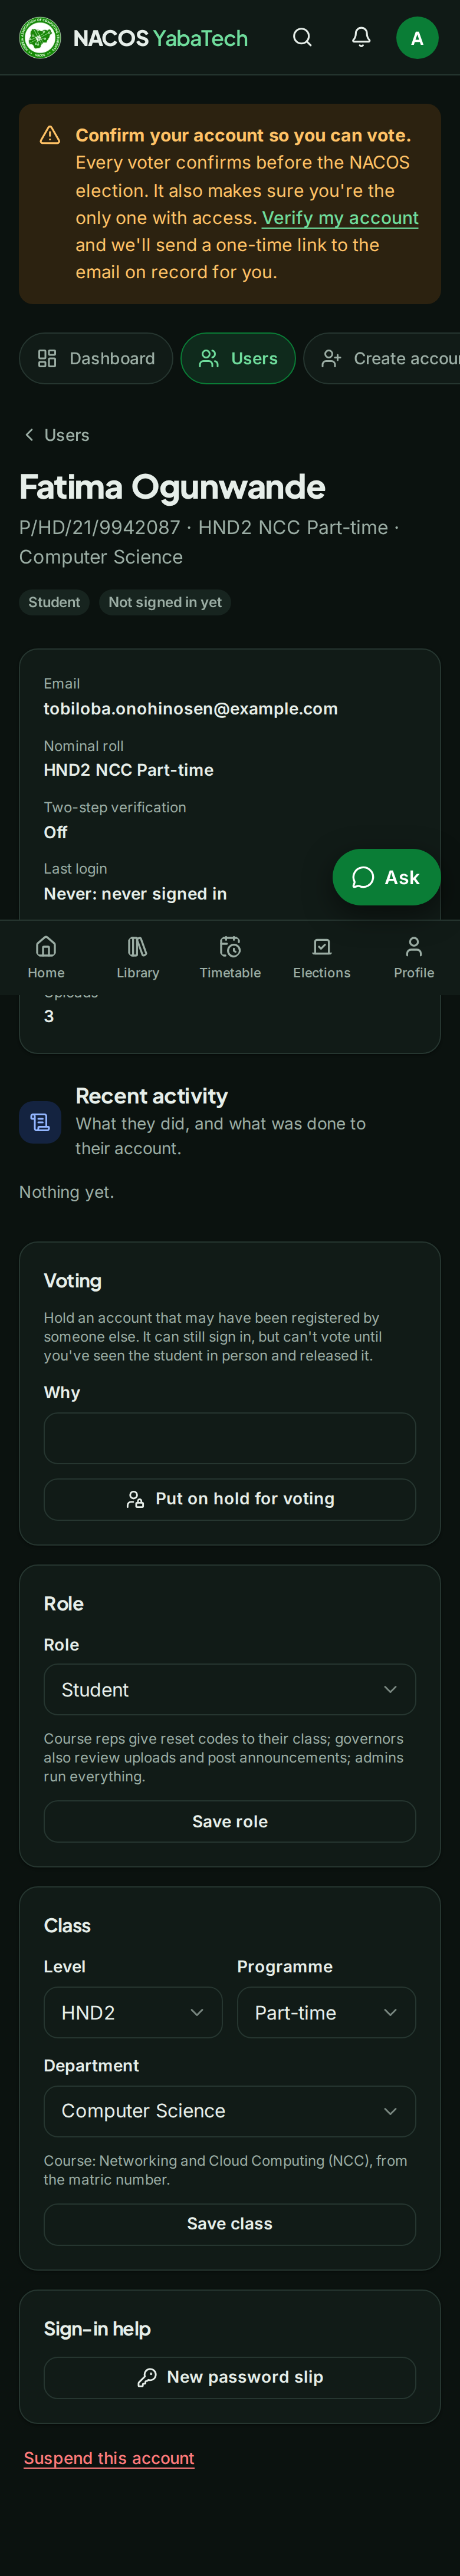 NACOS YabaTech
A
Confirm your account so you can vote.
Every voter confirms before the NACOS
election. It also makes sure you're the
only one with access. Verify my account
and we'll send a one-time link to the
email on record for you.
Dashboard
Users
Create accou
Users
Fatima Ogunwande
P/HD/21/9942087 · HND2 NCC Part-time ·
Computer Science
Student
Not signed in yet
Email
tobiloba.onohinosen@example.com
Nominal roll
HND2 NCC Part-time
Two-step verification
Off
Last login
Never: never signed in
Ask
Home
Library
Timetable
Elections
Profile
Uploads
3
Recent activity
What they did, and what was done to
their account.
Nothing yet.
Voting
Hold an account that may have been registered by
someone else. It can still sign in, but can't vote until
you've seen the student in person and released it.
Why
Put on hold for voting
Role
Role
Student
Course reps give reset codes to their class; governors
also review uploads and post announcements; admins
run everything.
Save role
Class
Level
Programme
HND2
Part-time
Department
Computer Science
Course: Networking and Cloud Computing (NCC), from
the matric number.
Save class
Sign-in help
New password slip
Suspend this account